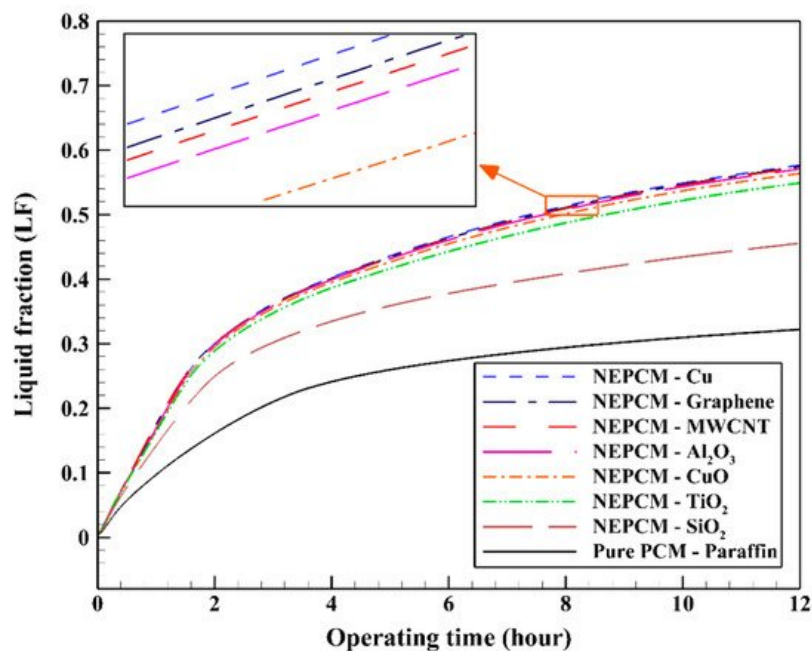 0.8
0.7
0.6
0.5
0.4
0.3
0.2
0.1
0
Liquid fraction (LF)
NEPCM - Cu
NEPCM - Graphene
NEPCM - MWCNT
NEPCM - Al₂O₃
NEPCM - CuO
NEPCM - TiO₂
NEPCM - SiO₂
Pure PCM - Paraffin
0 2 4 6 8 10 12
Operating time (hour)